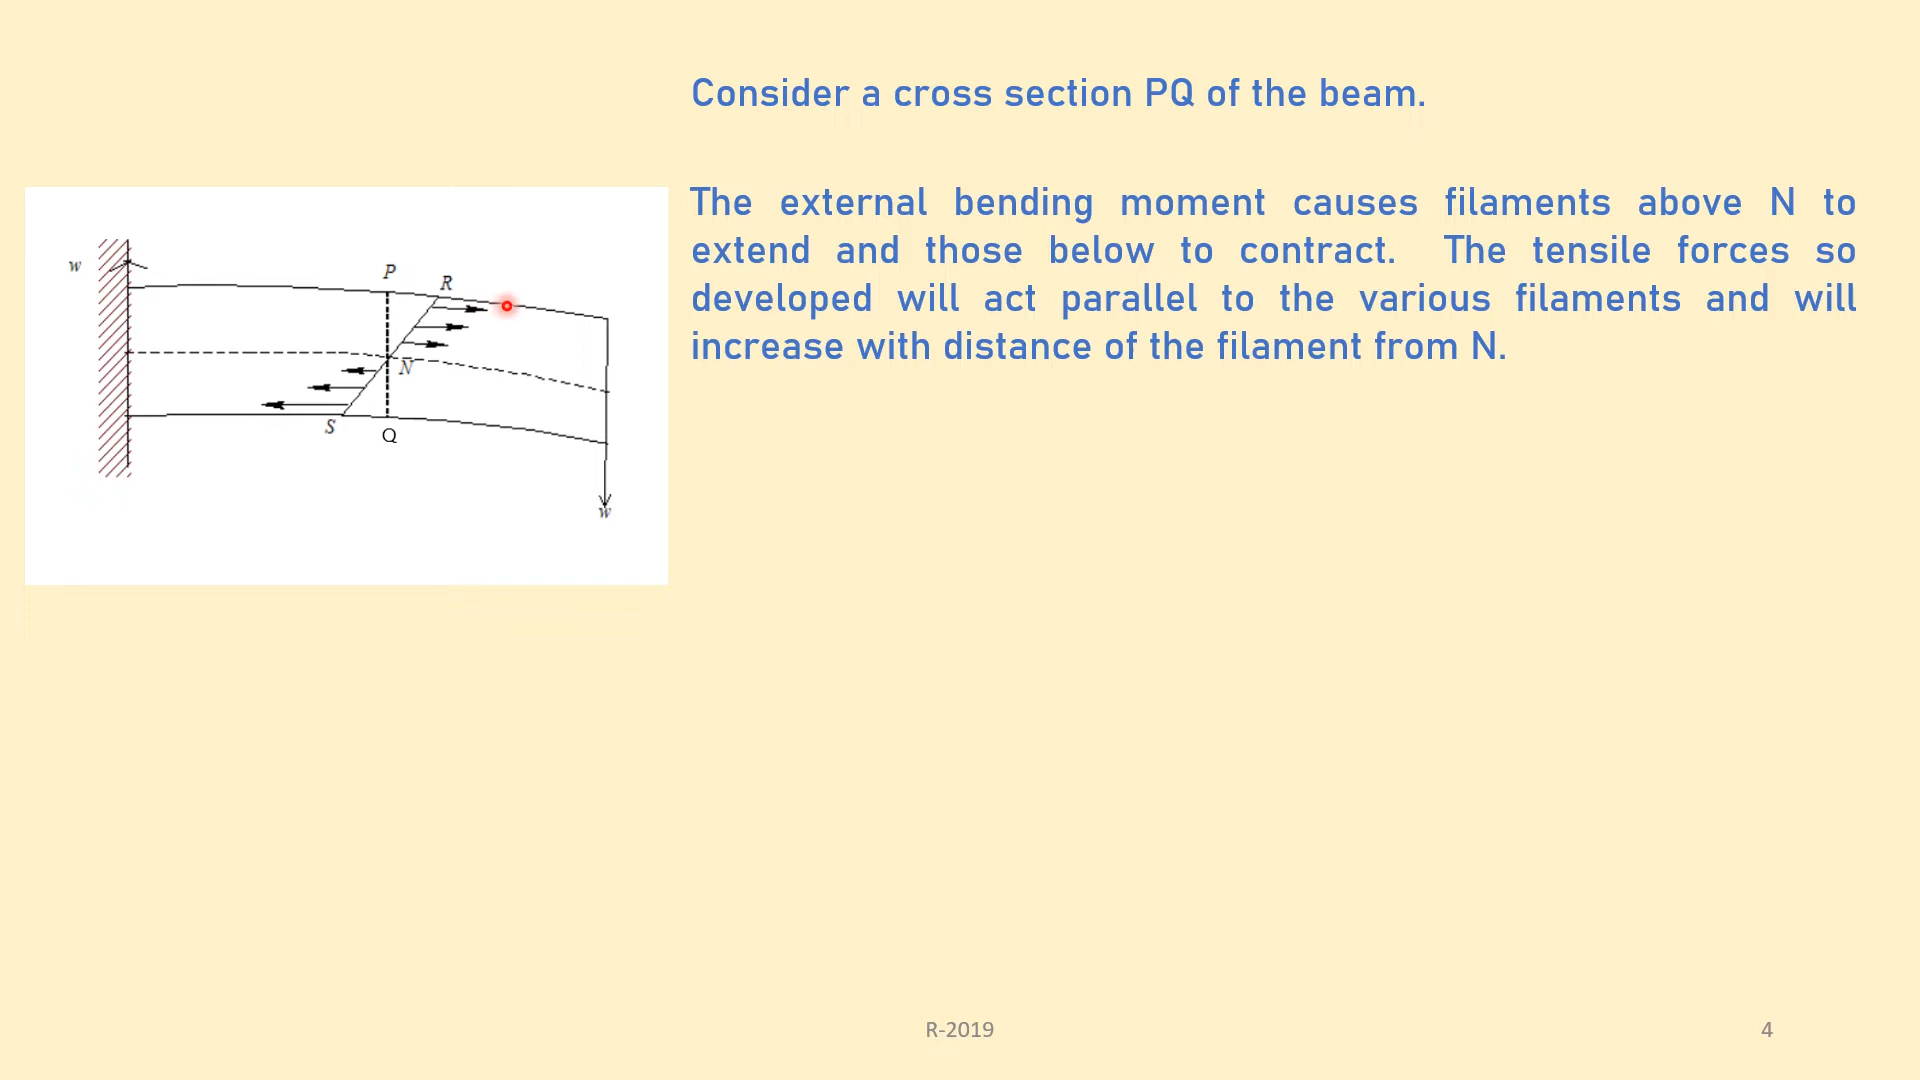 Consider a cross section PQ of the beam.
The external bending moment causes filaments above N to
extend and those below to contract. The tensile forces so
developed will act parallel to the various filaments and will
increase with distance of the filament from N.
w
P
R
N
S
Q
w
R-2019
4